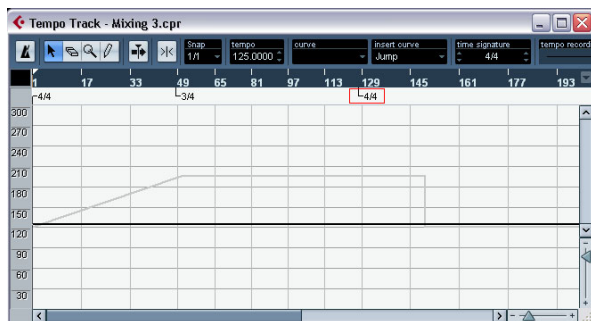 Tempo Track - Mixing 3.cpr
Snap
1/1
tempo
125.0000
curve
insert curve
Jump
time signature
4/4
tempo record
1 17 33 49 65 81 97 113 129 145 161 177 193
4/4 3/4 4/4
300
270
240
210
180
150
120
90
60
30